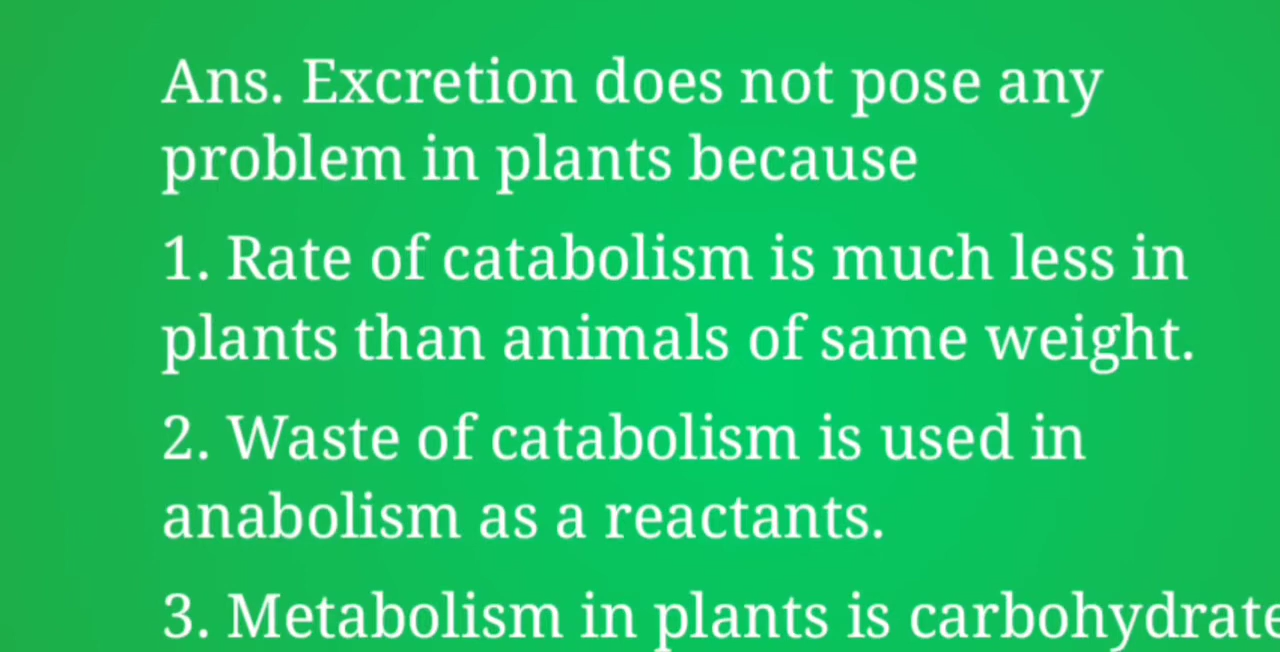 Ans. Excretion does not pose any
problem in plants because
1. Rate of catabolism is much less in
plants than animals of same weight.
2. Waste of catabolism is used in
anabolism as a reactants.
3. Metabolism in plants is carbohydrate